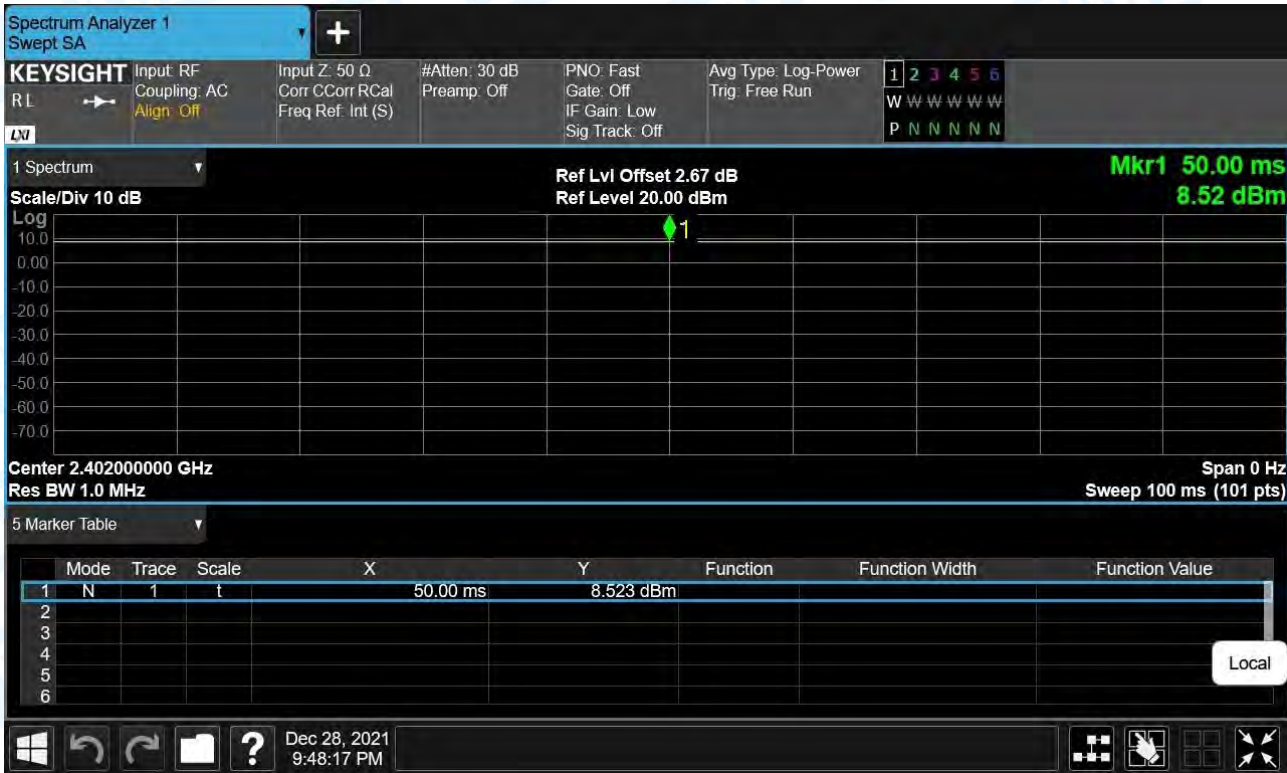 Spectrum Analyzer 1
Swept SA
+
KEYSIGHT
RL
LXI
Input: RF
Coupling: AC
Align: Off
Input Z: 50 Ω
Corr CCorr RCal
Freq Ref: Int (S)
#Atten: 30 dB
Preamp: Off
PNO: Fast
Gate: Off
IF Gain: Low
Sig Track: Off
Avg Type: Log-Power
Trig: Free Run
1 2 3 4 5 6
W W W W W W
P N N N N N
1 Spectrum
Scale/Div 10 dB
Ref Lvl Offset 2.67 dB
Ref Level 20.00 dBm
Mkr1 50.00 ms
8.52 dBm
Log
1
10.0
0.00
-10.0
-20.0
-30.0
-40.0
-50.0
-60.0
-70.0
Center 2.402000000 GHz
Res BW 1.0 MHz
Span 0 Hz
Sweep 100 ms (101 pts)
5 Marker Table
Mode Trace Scale X Y Function Function Width Function Value
1 N 1 t 50.00 ms 8.523 dBm
2
3
4
5
6
Local
?
Dec 28, 2021
9:48:17 PM